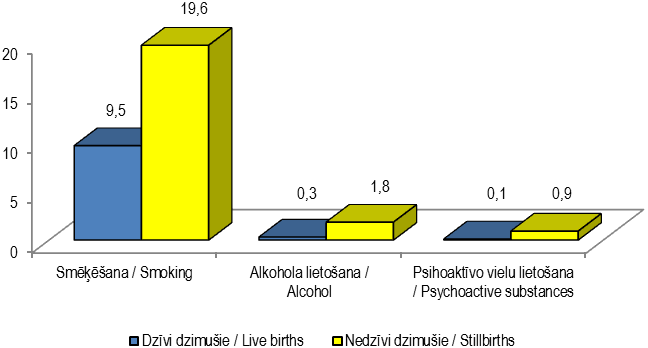 19,6
20
15
9,5
10
5
0,3
1,8
0,1
0,9
0
Smēķēšana / Smoking
Alkohola lietošana /
Alcohol
Psihoaktīvo vielu lietošana
/ Psychoactive substances
Dzīvi dzimušie / Live births
Nedzīvi dzimušie / Stillbirths